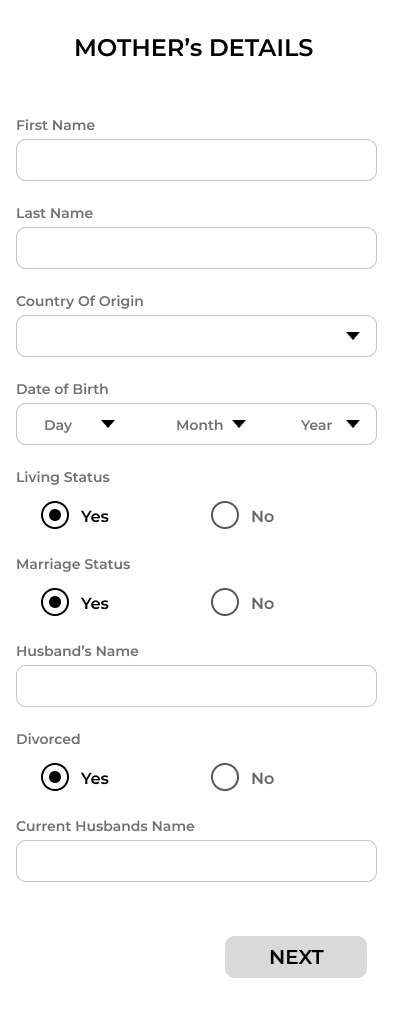 MOTHER’s DETAILS
First Name
Last Name
Country Of Origin
Date of Birth
Day Month Year
Living Status
Yes No
Marriage Status
Yes No
Husband’s Name
Divorced
Yes No
Current Husbands Name
NEXT